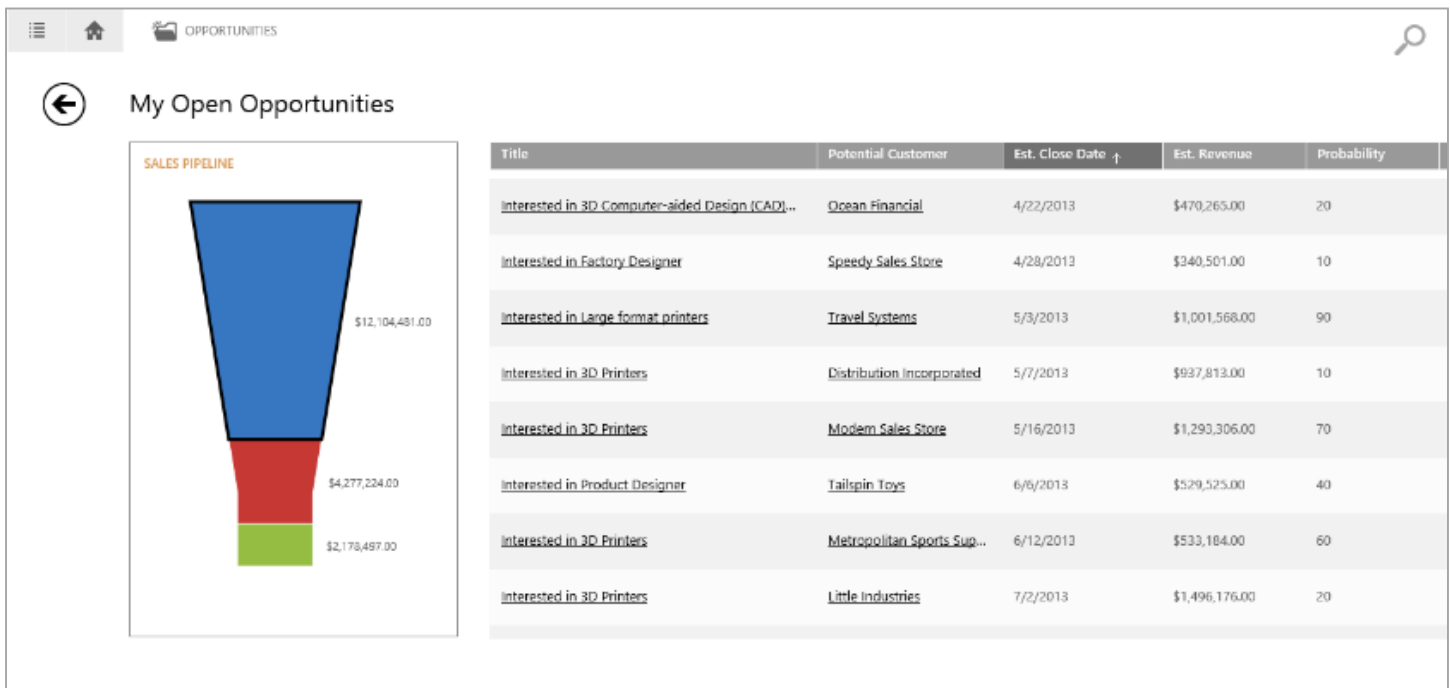 OPPORTUNITIES
My Open Opportunities
SALES PIPELINE
$12,104,481.00
$4,277,224.00
$2,178,497.00
Title Potential Customer Est. Close Date ↑ Est. Revenue Probability
Interested in 3D Computer-aided Design (CAD)... Ocean Financial 4/22/2013 $470,265.00 20
Interested in Factory Designer Speedy Sales Store 4/28/2013 $340,501.00 10
Interested in Large format printers Travel Systems 5/3/2013 $1,001,568.00 90
Interested in 3D Printers Distribution Incorporated 5/7/2013 $937,813.00 10
Interested in 3D Printers Modern Sales Store 5/16/2013 $1,293,306.00 70
Interested in Product Designer Tailspin Toys 6/6/2013 $529,525.00 40
Interested in 3D Printers Metropolitan Sports Sup... 6/12/2013 $533,184.00 60
Interested in 3D Printers Little Industries 7/2/2013 $1,496,176.00 20